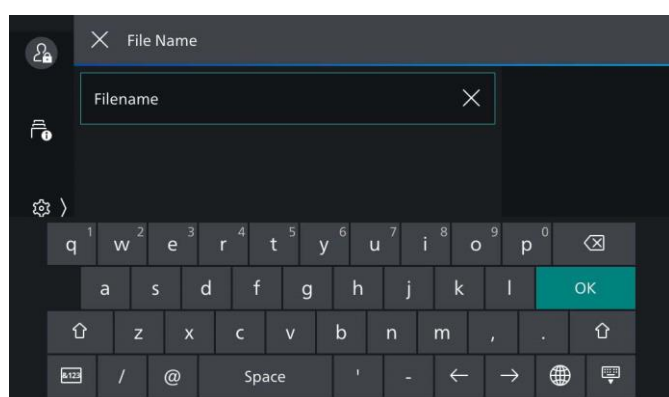 File Name
Filename
q 1 w 2 e 3 r 4 t 5 y 6 u 7 i 8 o 9 p 0
a s d f g h j k l OK
z x c v b n m , .
&123 / @ Space ' -